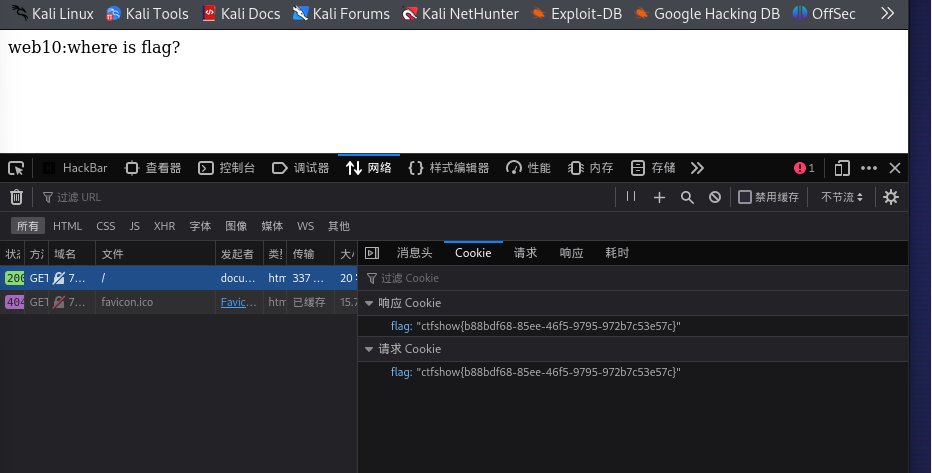 Kali Linux Kali Tools Kali Docs Kali Forums Kali NetHunter Exploit-DB Google Hacking DB OffSec
web10:where is flag?
HackBar 查看器 控制台 调试器 网络 样式编辑器 性能 内存 存储 1
过滤 URL 禁用缓存 不节流
所有 HTML CSS JS XHR 字体 图像 媒体 WS 其他
状态 方 域名 文件 发起者 类 传输 大 消息头 Cookie 请求 响应 耗时
200 GET 7... / docu... htm 337 ... 20 过滤 Cookie
404 GET 7... favicon.ico Favic... htm 已缓存 15.7 响应 Cookie
flag: "ctfshow{b88bdf68-85ee-46f5-9795-972b7c53e57c}"
请求 Cookie
flag: "ctfshow{b88bdf68-85ee-46f5-9795-972b7c53e57c}"